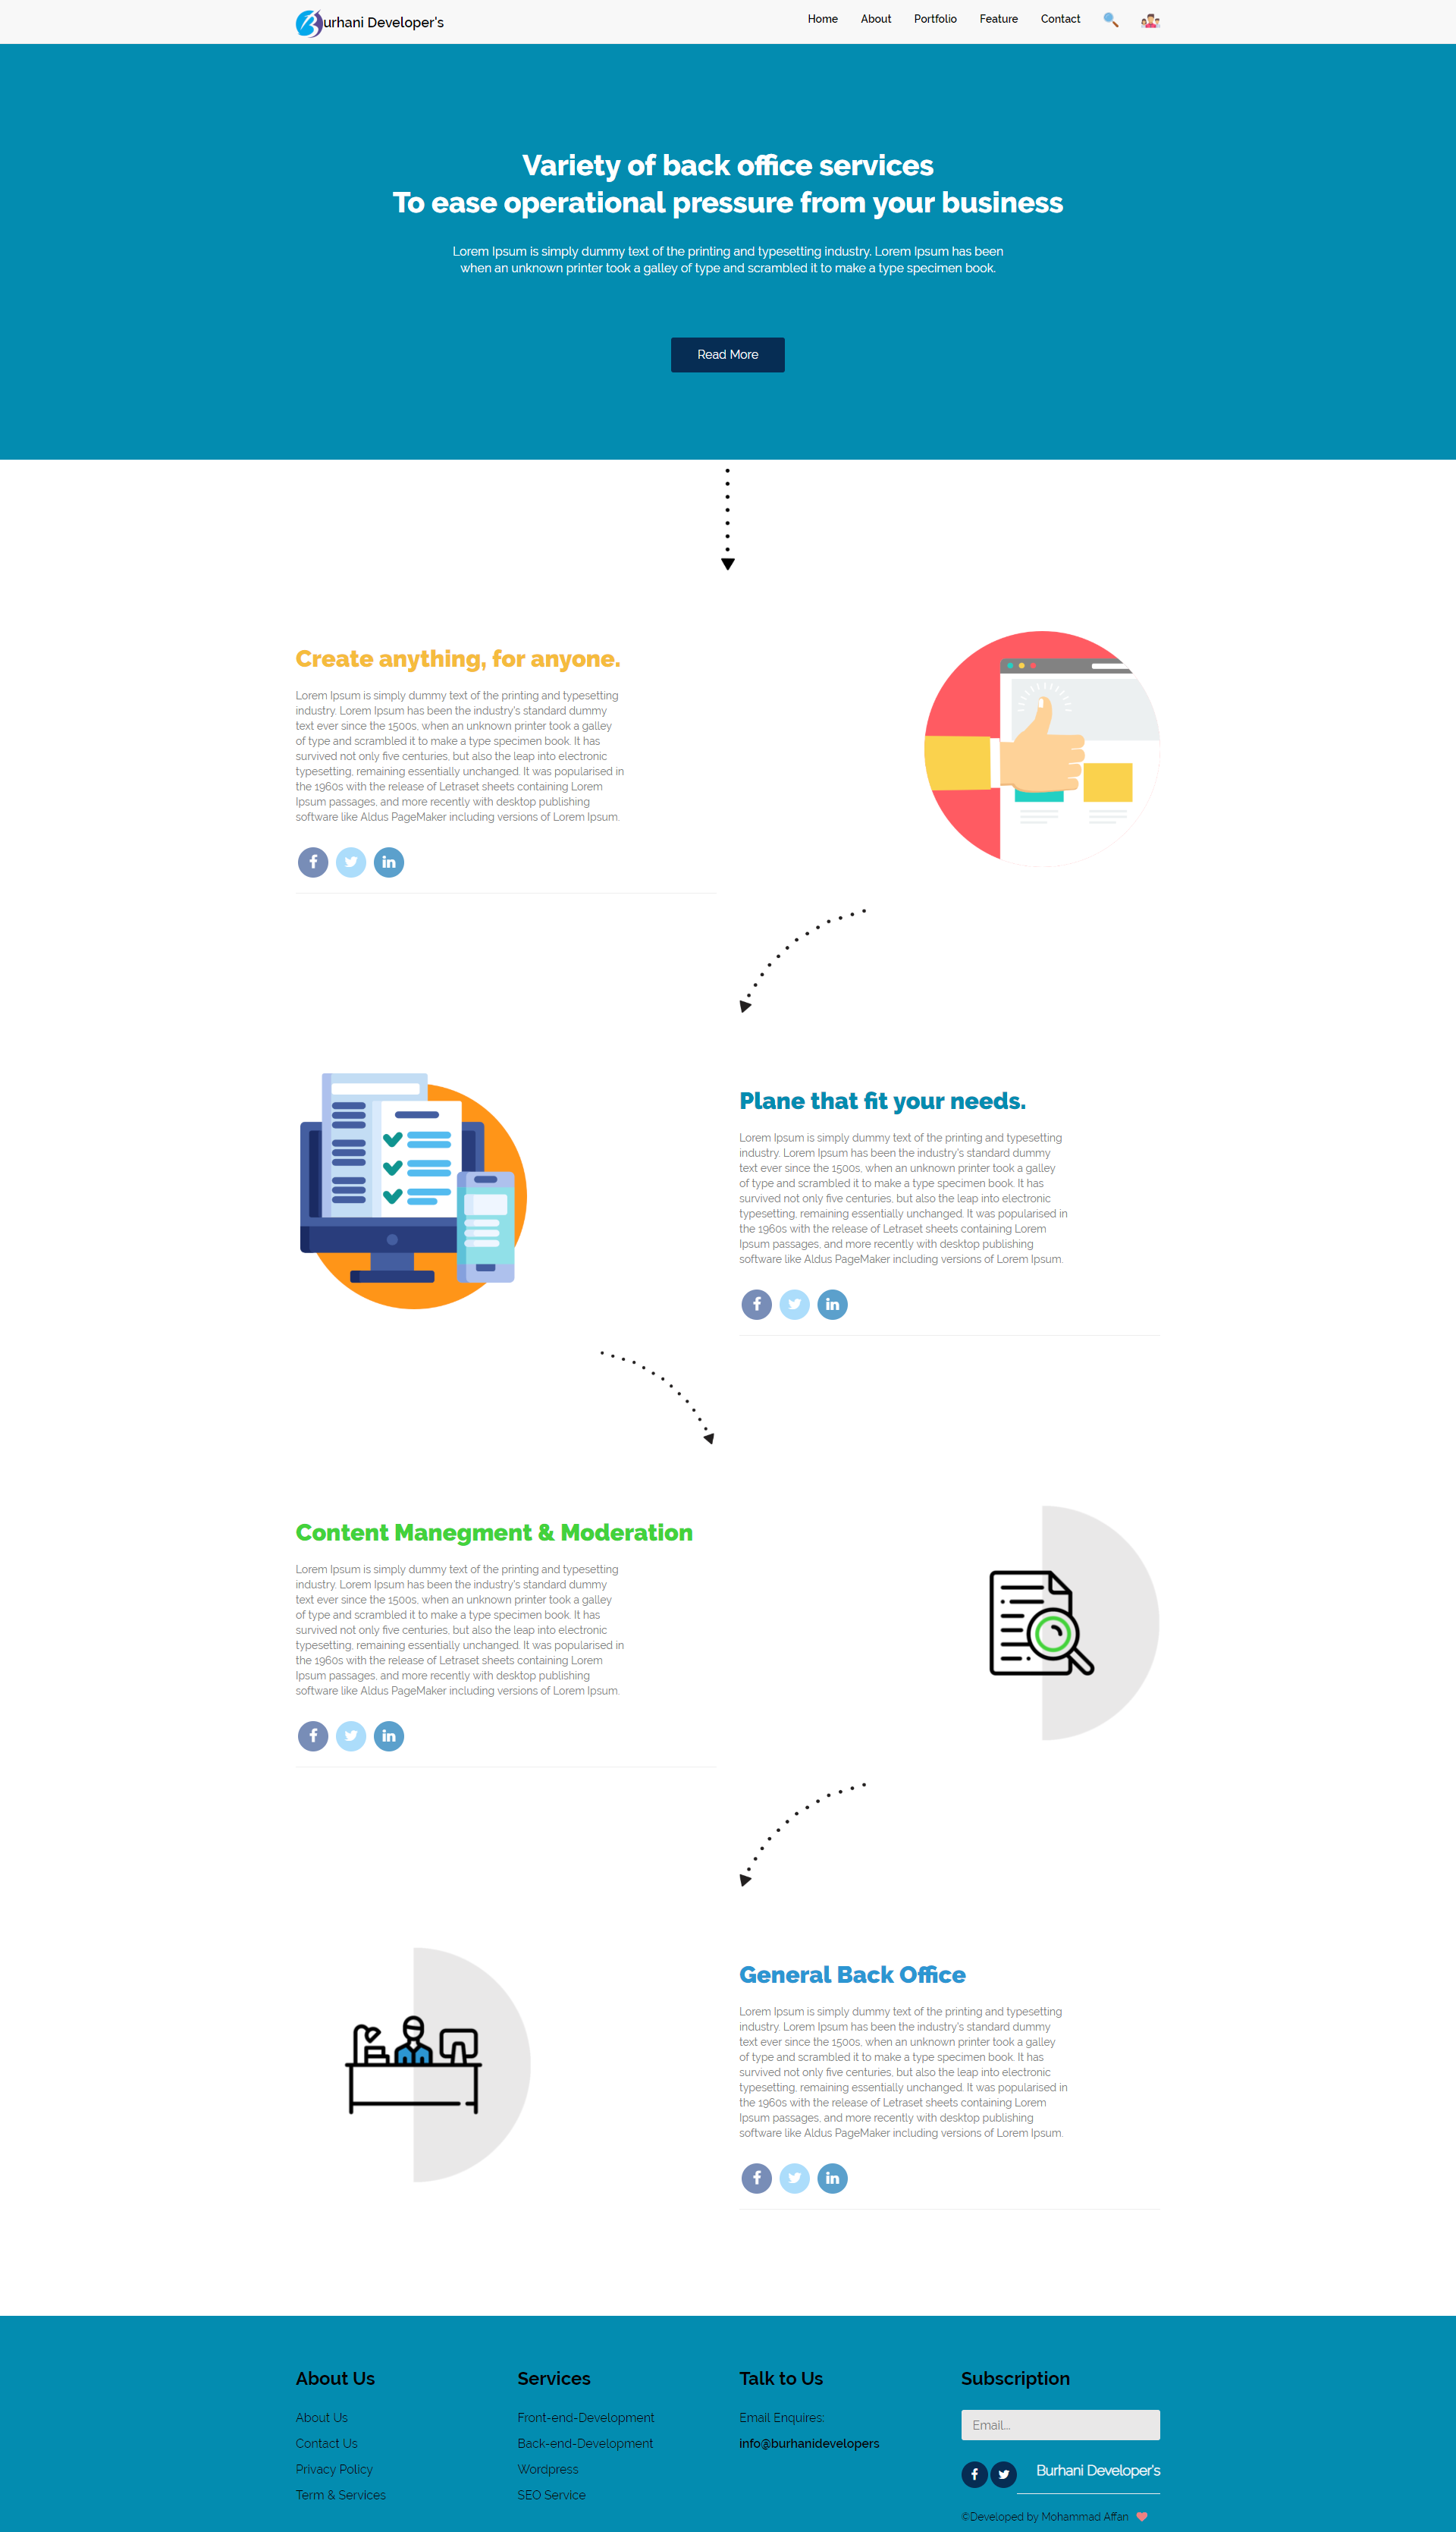 Burhani Developer's
Home About Portfolio Feature Contact
Variety of back office services
To ease operational pressure from your business
Lorem Ipsum is simply dummy text of the printing and typesetting industry. Lorem Ipsum has been
when an unknown printer took a galley of type and scrambled it to make a type specimen book.
Read More
Create anything, for anyone.
Lorem Ipsum is simply dummy text of the printing and typesetting
industry. Lorem Ipsum has been the industry's standard dummy
text ever since the 1500s, when an unknown printer took a galley
of type and scrambled it to make a type specimen book. It has
survived not only five centuries, but also the leap into electronic
typesetting, remaining essentially unchanged. It was popularised in
the 1960s with the release of Letraset sheets containing Lorem
Ipsum passages, and more recently with desktop publishing
software like Aldus PageMaker including versions of Lorem Ipsum.
Plane that fit your needs.
Lorem Ipsum is simply dummy text of the printing and typesetting
industry. Lorem Ipsum has been the industry's standard dummy
text ever since the 1500s, when an unknown printer took a galley
of type and scrambled it to make a type specimen book. It has
survived not only five centuries, but also the leap into electronic
typesetting, remaining essentially unchanged. It was popularised in
the 1960s with the release of Letraset sheets containing Lorem
Ipsum passages, and more recently with desktop publishing
software like Aldus PageMaker including versions of Lorem Ipsum.
Content Manegment & Moderation
Lorem Ipsum is simply dummy text of the printing and typesetting
industry. Lorem Ipsum has been the industry's standard dummy
text ever since the 1500s, when an unknown printer took a galley
of type and scrambled it to make a type specimen book. It has
survived not only five centuries, but also the leap into electronic
typesetting, remaining essentially unchanged. It was popularised in
the 1960s with the release of Letraset sheets containing Lorem
Ipsum passages, and more recently with desktop publishing
software like Aldus PageMaker including versions of Lorem Ipsum.
General Back Office
Lorem Ipsum is simply dummy text of the printing and typesetting
industry. Lorem Ipsum has been the industry's standard dummy
text ever since the 1500s, when an unknown printer took a galley
of type and scrambled it to make a type specimen book. It has
survived not only five centuries, but also the leap into electronic
typesetting, remaining essentially unchanged. It was popularised in
the 1960s with the release of Letraset sheets containing Lorem
Ipsum passages, and more recently with desktop publishing
software like Aldus PageMaker including versions of Lorem Ipsum.
About Us
About Us
Contact Us
Privacy Policy
Term & Services
Services
Front-end-Development
Back-end-Development
Wordpress
SEO Service
Talk to Us
Email Enquires:
info@burhanidevelopers
Subscription
Email...
Burhani Developer's
©Developed by Mohammad Affan